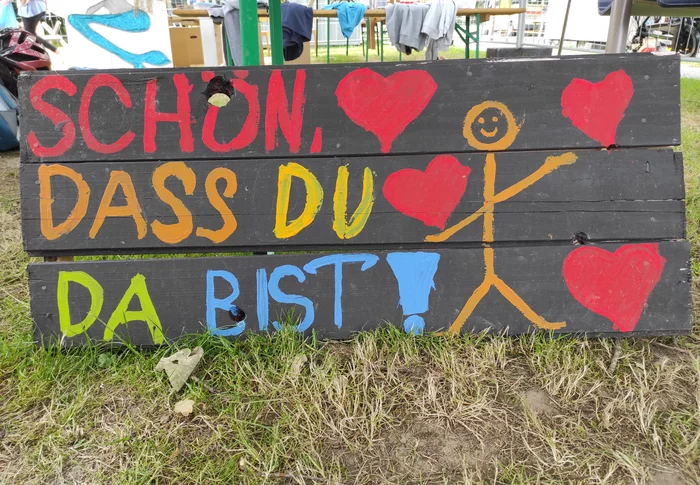 SCHÖN,
DASS DU
DA BIST!